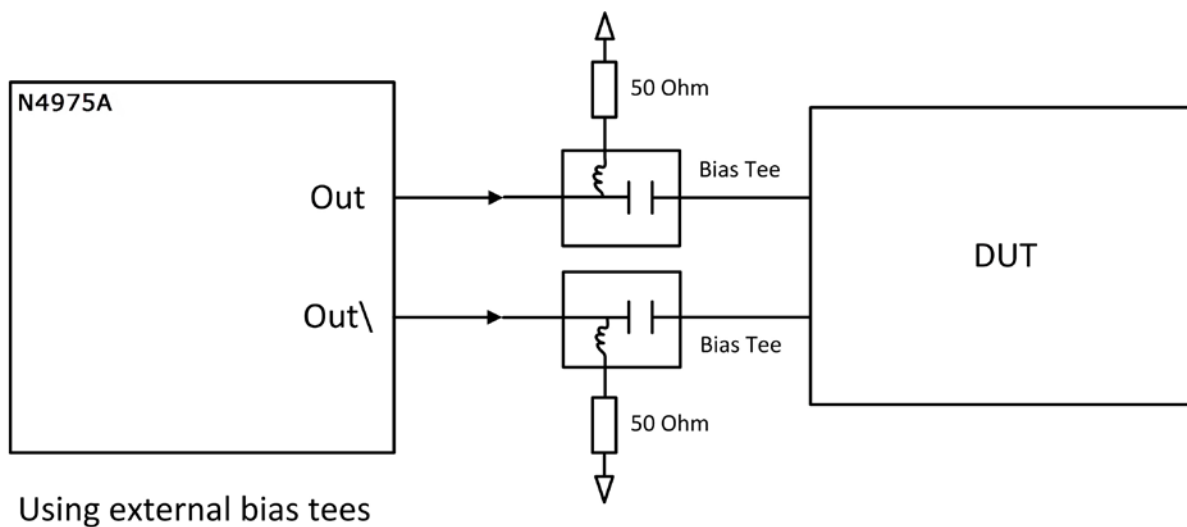 50 Ohm
N4975A
Bias Tee
Out
DUT
Out\
Bias Tee
50 Ohm
Using external bias tees